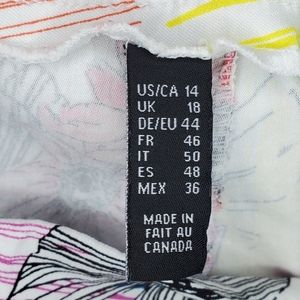 US/CA 14
UK 18
DE/EU 44
FR 46
IT 50
ES 48
MEX 36
MADE IN
FAIT AU
CANADA